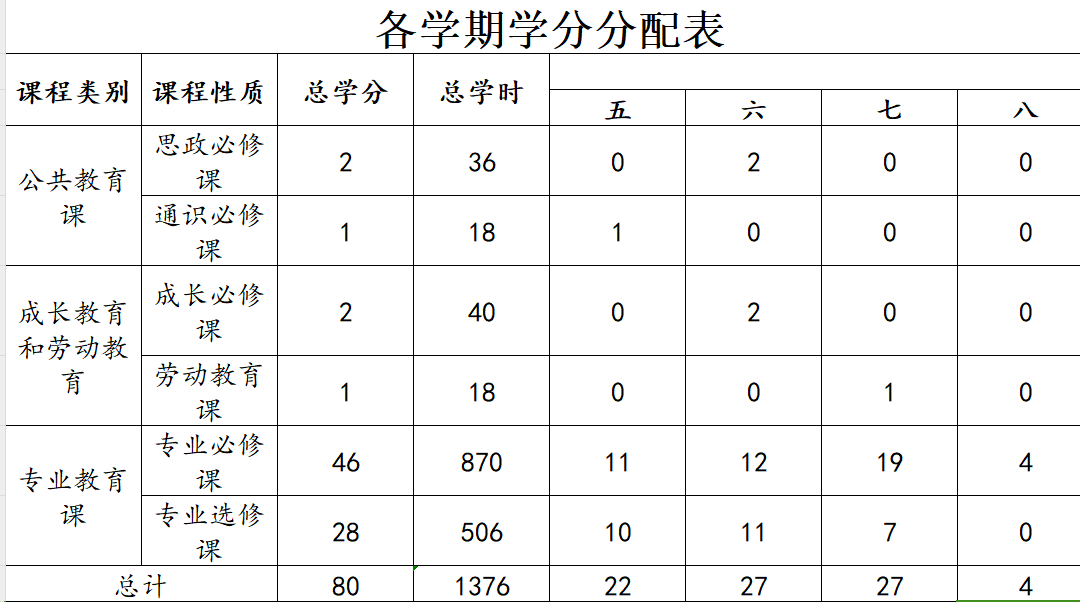 各学期学分分配表
课程类别 课程性质 总学分 总学时
五 六 七 八
公共教育课 思政必修课 2 36 0 2 0 0
通识必修课 1 18 1 0 0 0
成长教育和劳动教育 成长必修课 2 40 0 2 0 0
劳动教育课 1 18 0 0 1 0
专业教育课 专业必修课 46 870 11 12 19 4
专业选修课 28 506 10 11 7 0
总计 80 1376 22 27 27 4